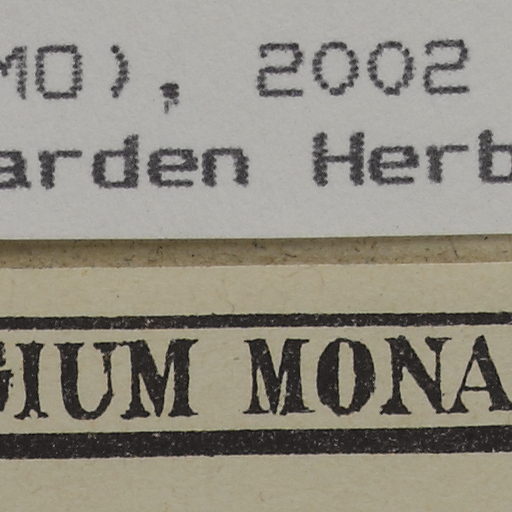 MO), 2002
arden Herb
GIUM MONA